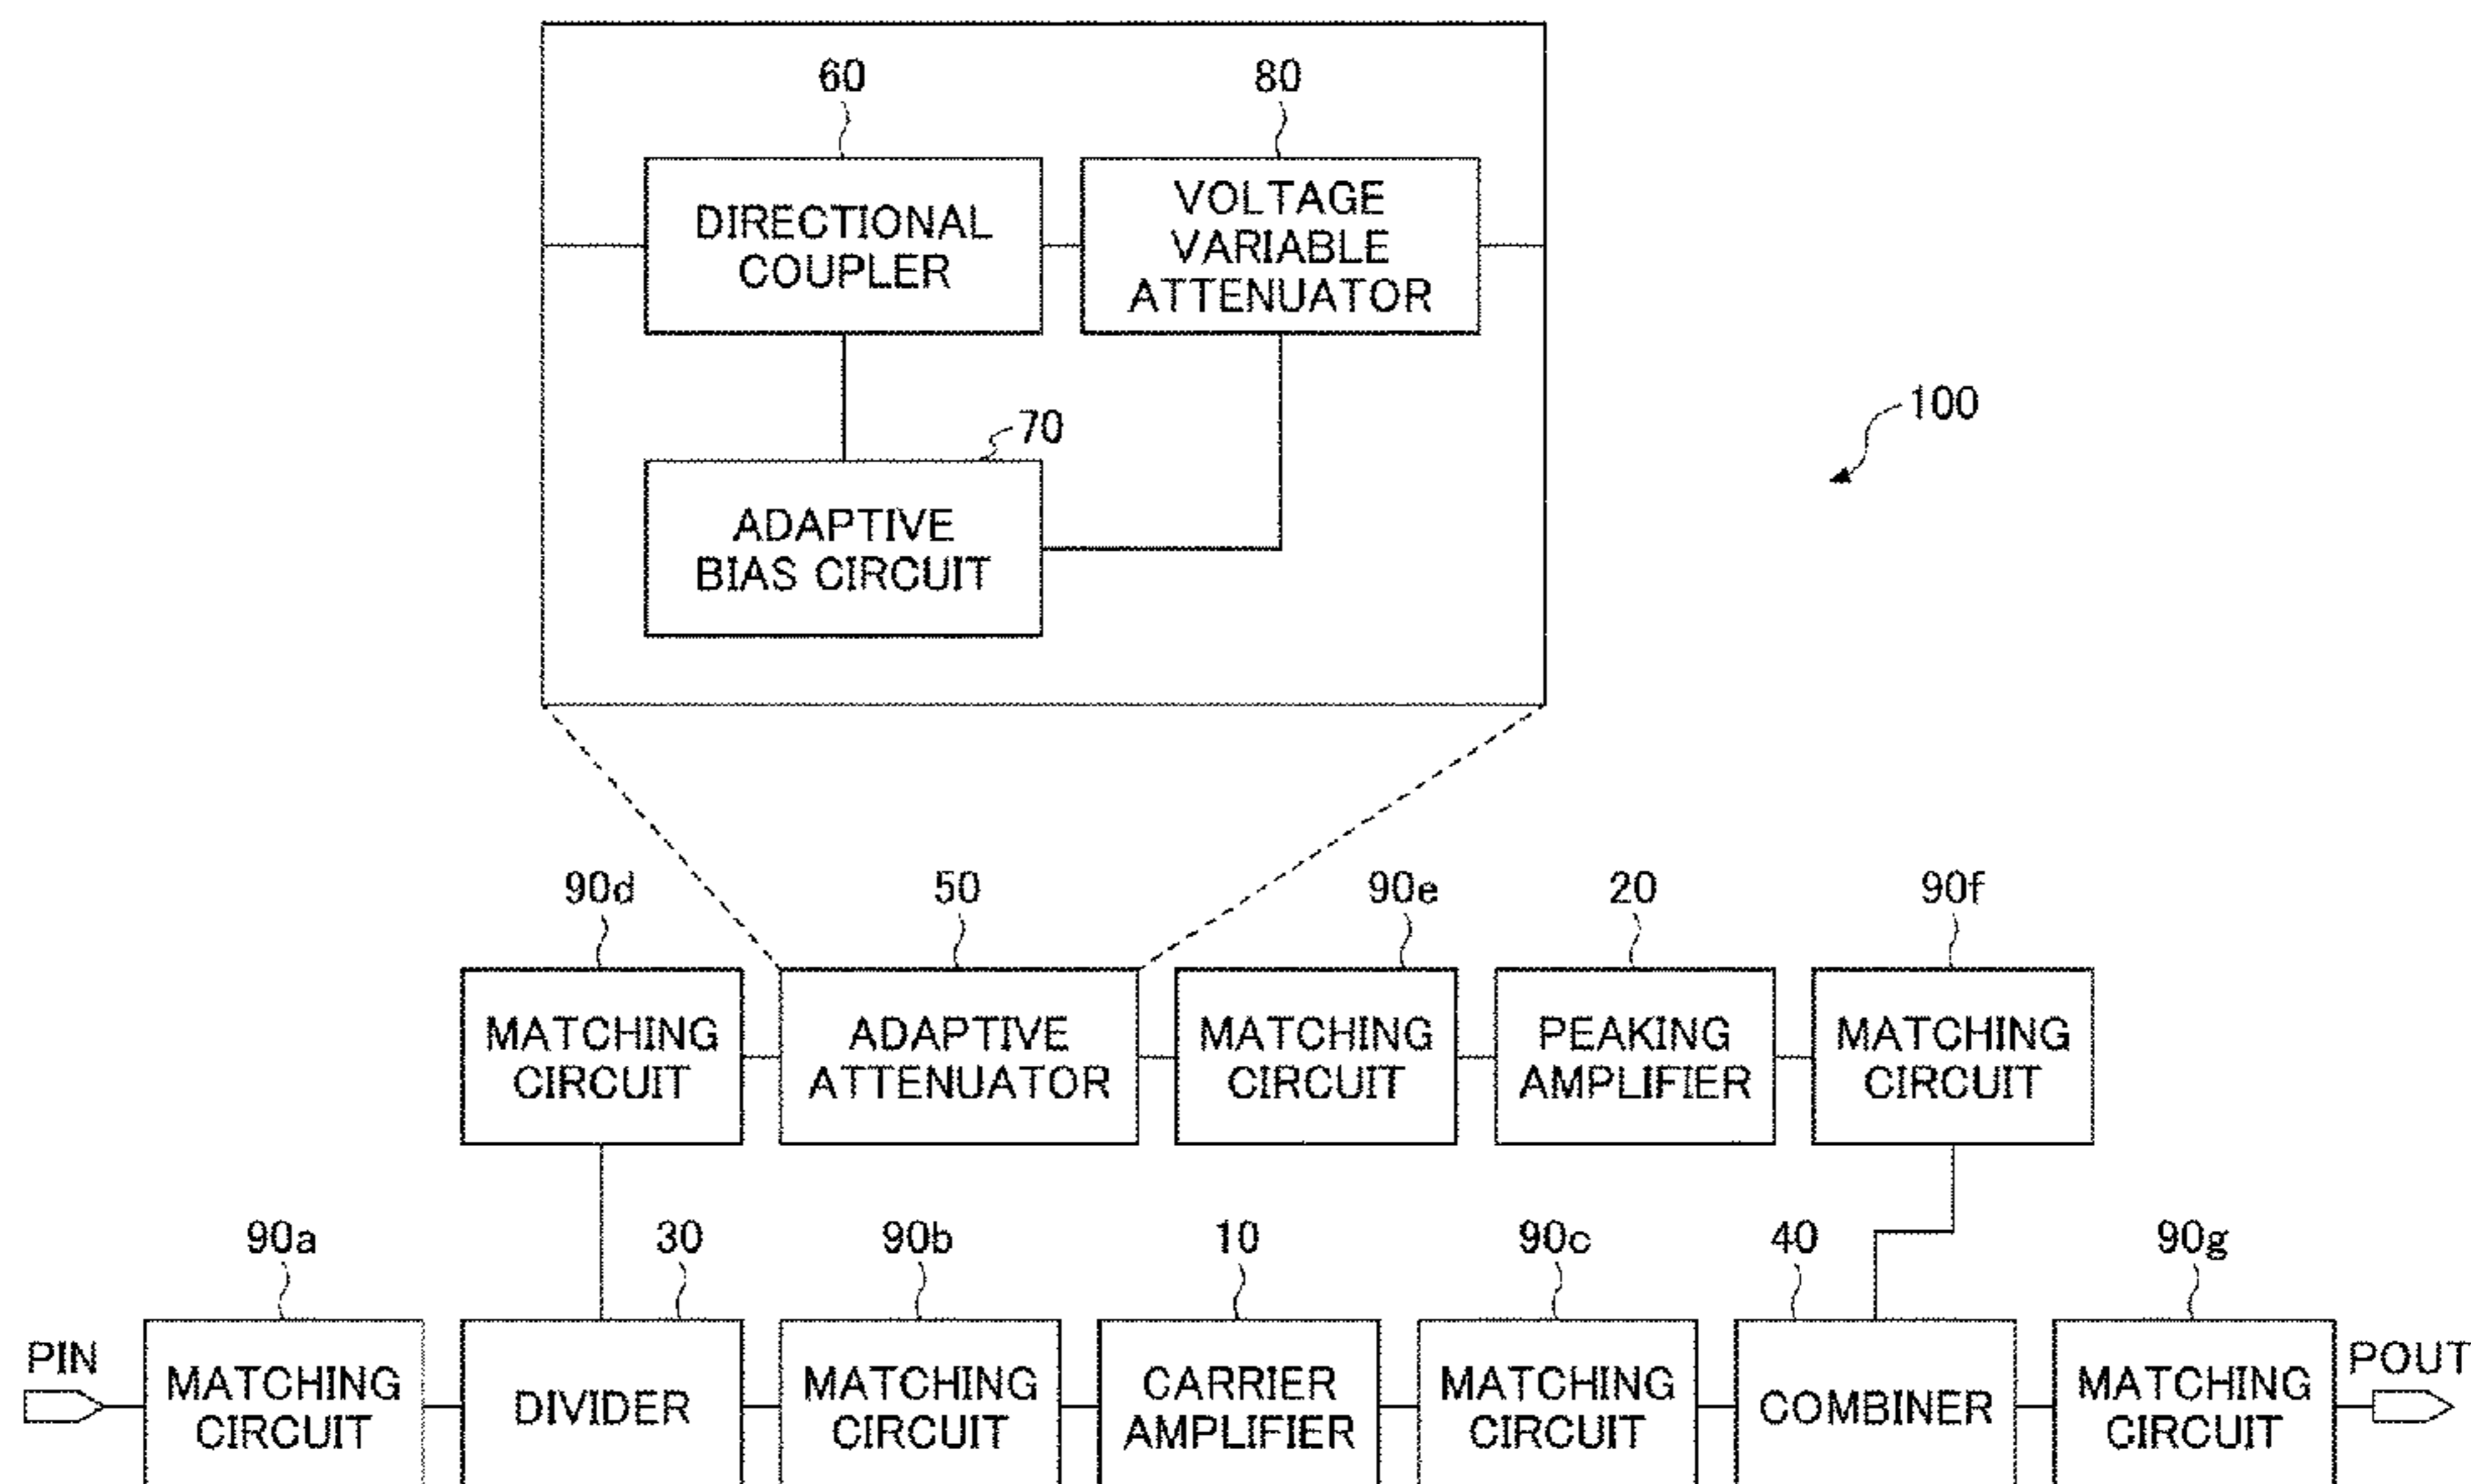 60
80
DIRECTIONAL
COUPLER
VOLTAGE
VARIABLE
ATTENUATOR
100
70
ADAPTIVE
BIAS CIRCUIT
90d
50
90e
20
90f
MATCHING
CIRCUIT
ADAPTIVE
ATTENUATOR
MATCHING
CIRCUIT
PEAKING
AMPLIFIER
MATCHING
CIRCUIT
90a
30
90b
10
90c
40
90g
PIN
MATCHING
CIRCUIT
DIVIDER
MATCHING
CIRCUIT
CARRIER
AMPLIFIER
MATCHING
CIRCUIT
COMBINER
MATCHING
CIRCUIT
POUT